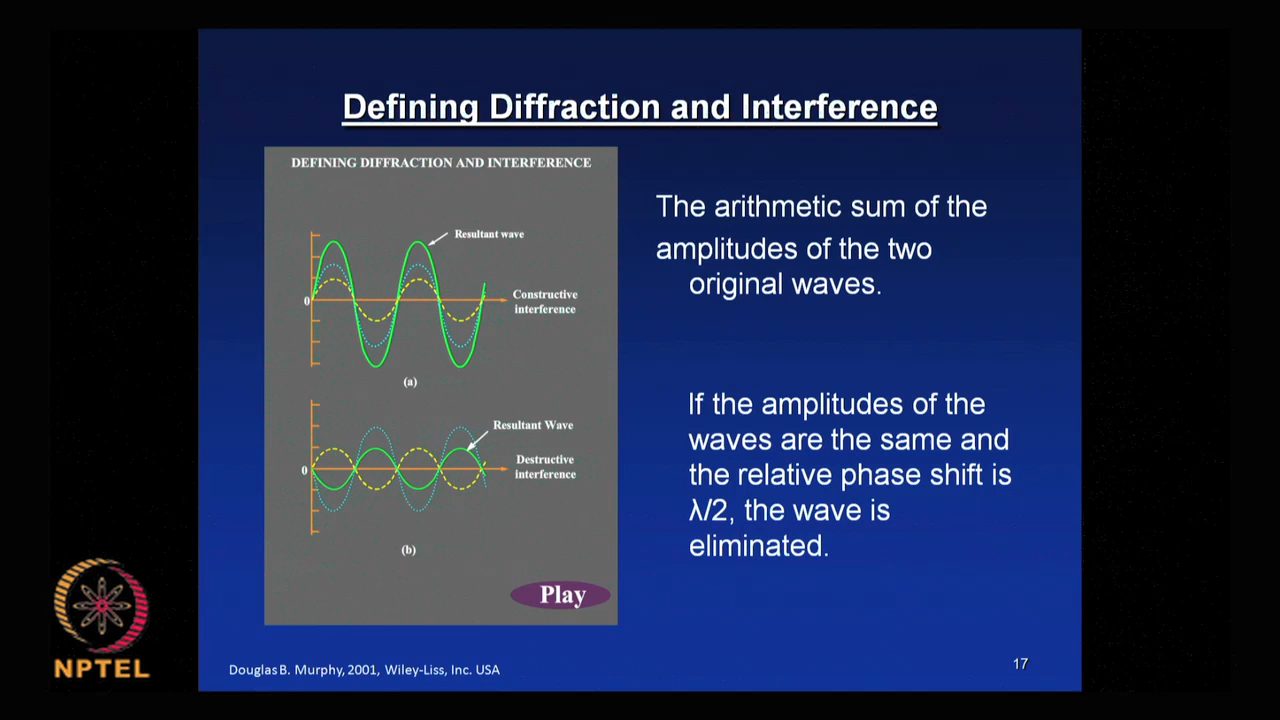 Defining Diffraction and Interference
DEFINING DIFFRACTION AND INTERFERENCE
Resultant wave
0
Constructive
interference
(a)
Resultant Wave
0
Destructive
interference
(b)
Play
The arithmetic sum of the
amplitudes of the two
original waves.
If the amplitudes of the
waves are the same and
the relative phase shift is
λ/2, the wave is
eliminated.
NPTEL
Douglas B. Murphy, 2001, Wiley-Liss, Inc. USA
17